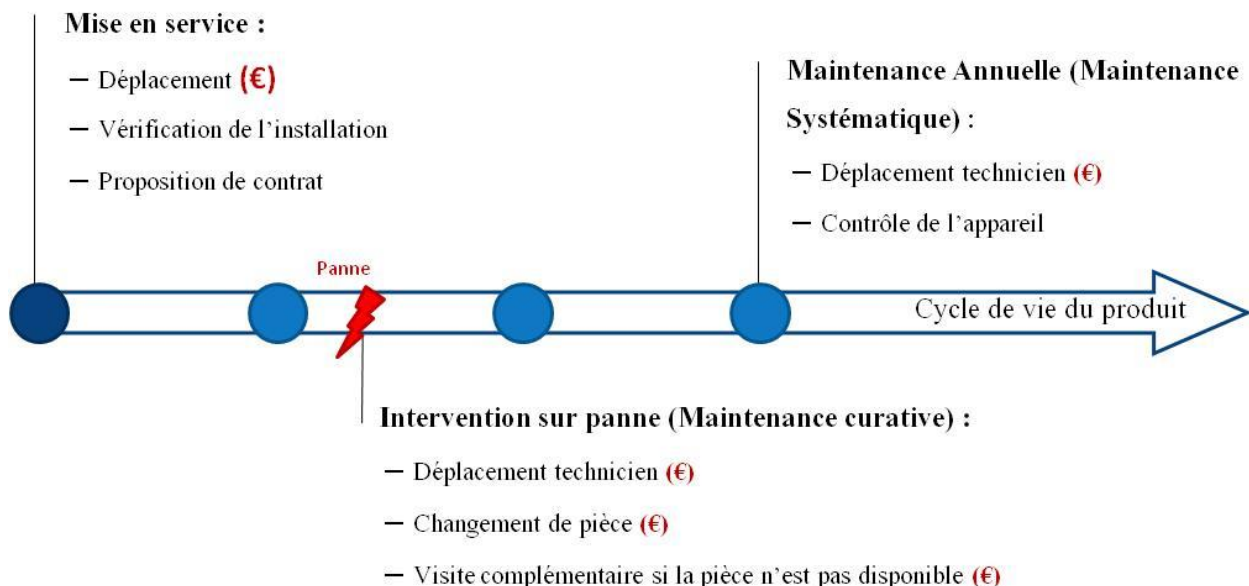 Mise en service :
— Déplacement (€)
— Vérification de l’installation
— Proposition de contrat
Maintenance Annuelle (Maintenance
Systématique) :
— Déplacement technicien (€)
— Contrôle de l’appareil
Panne
Cycle de vie du produit
Intervention sur panne (Maintenance curative) :
— Déplacement technicien (€)
— Changement de pièce (€)
— Visite complémentaire si la pièce n’est pas disponible (€)